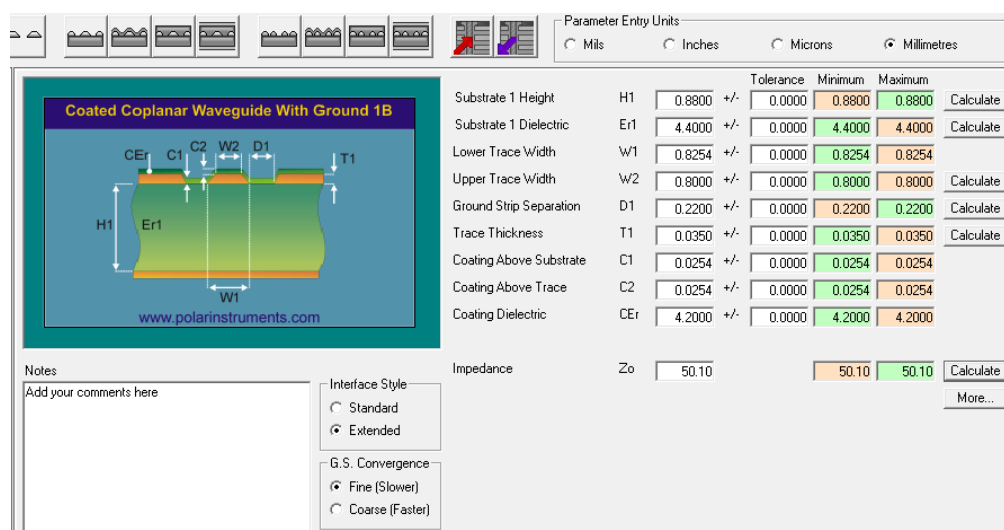 Parameter Entry Units
Mils Inches Microns Millimetres
Coated Coplanar Waveguide With Ground 1B
CEr C1 C2 W2 D1 T1
H1 Er1
W1
www.polarinstruments.com
Tolerance Minimum Maximum
Substrate 1 Height H1 0.8800 +/- 0.0000 0.8800 0.8800 Calculate
Substrate 1 Dielectric Er1 4.4000 +/- 0.0000 4.4000 4.4000 Calculate
Lower Trace Width W1 0.8254 +/- 0.0000 0.8254 0.8254
Upper Trace Width W2 0.8000 +/- 0.0000 0.8000 0.8000 Calculate
Ground Strip Separation D1 0.2200 +/- 0.0000 0.2200 0.2200 Calculate
Trace Thickness T1 0.0350 +/- 0.0000 0.0350 0.0350 Calculate
Coating Above Substrate C1 0.0254 +/- 0.0000 0.0254 0.0254
Coating Above Trace C2 0.0254 +/- 0.0000 0.0254 0.0254
Coating Dielectric CEr 4.2000 +/- 0.0000 4.2000 4.2000
Impedance Zo 50.10 50.10 50.10 Calculate
More...
Notes
Add your comments here
Interface Style
Standard
Extended
G.S. Convergence
Fine (Slower)
Coarse (Faster)